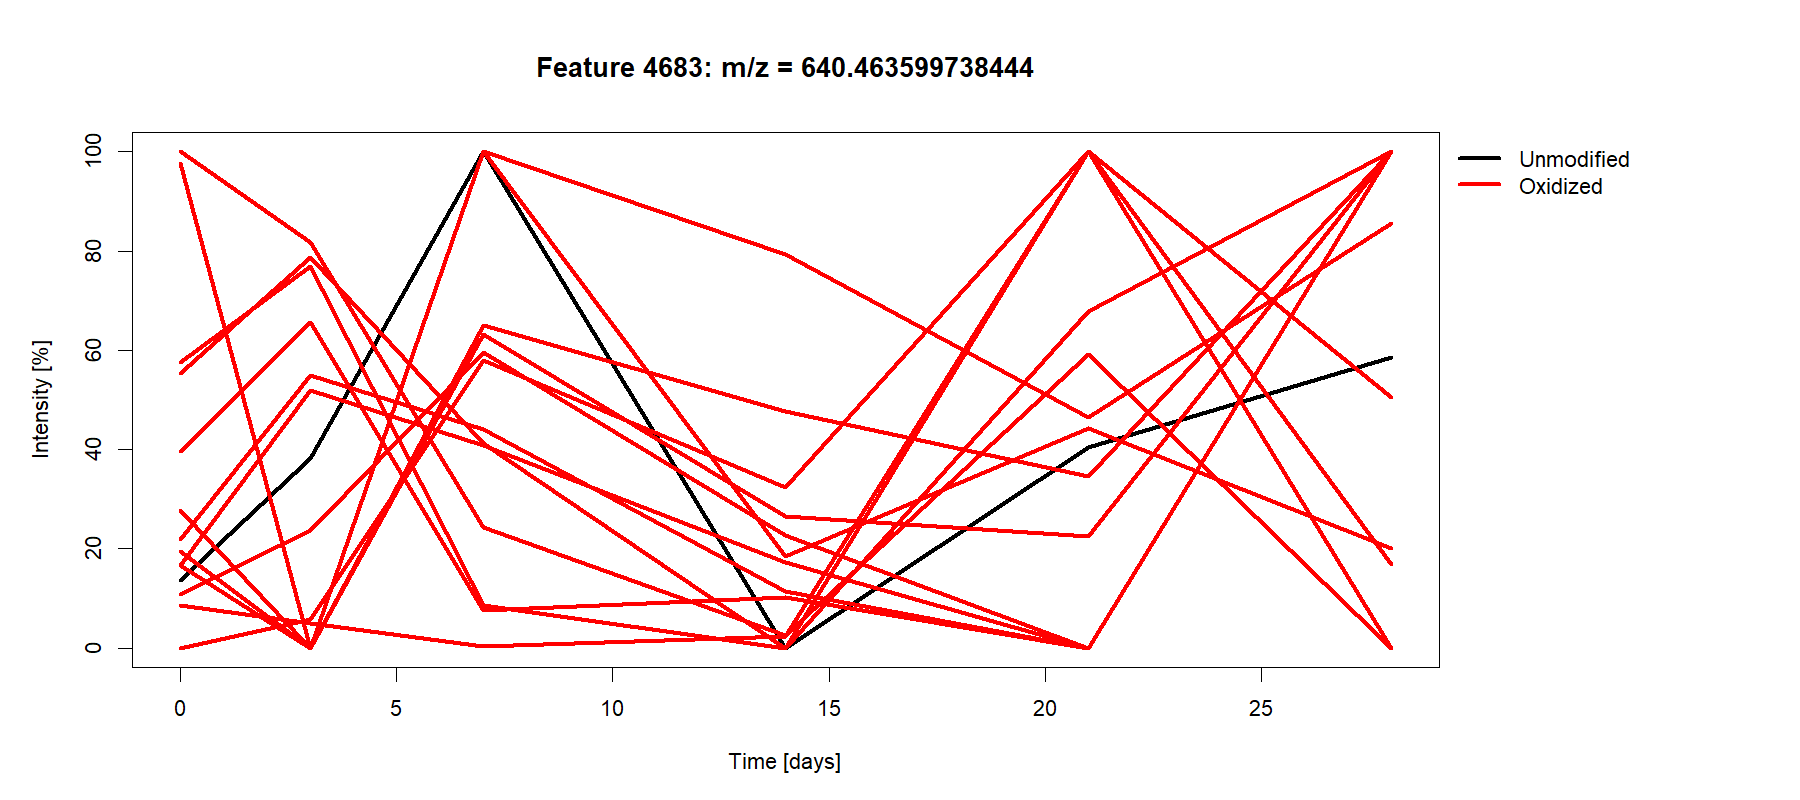 Feature 4683: m/z = 640.463599738444
Unmodified
Oxidized
Intensity [%]
100
80
60
40
20
0
0 5 10 15 20 25
Time [days]